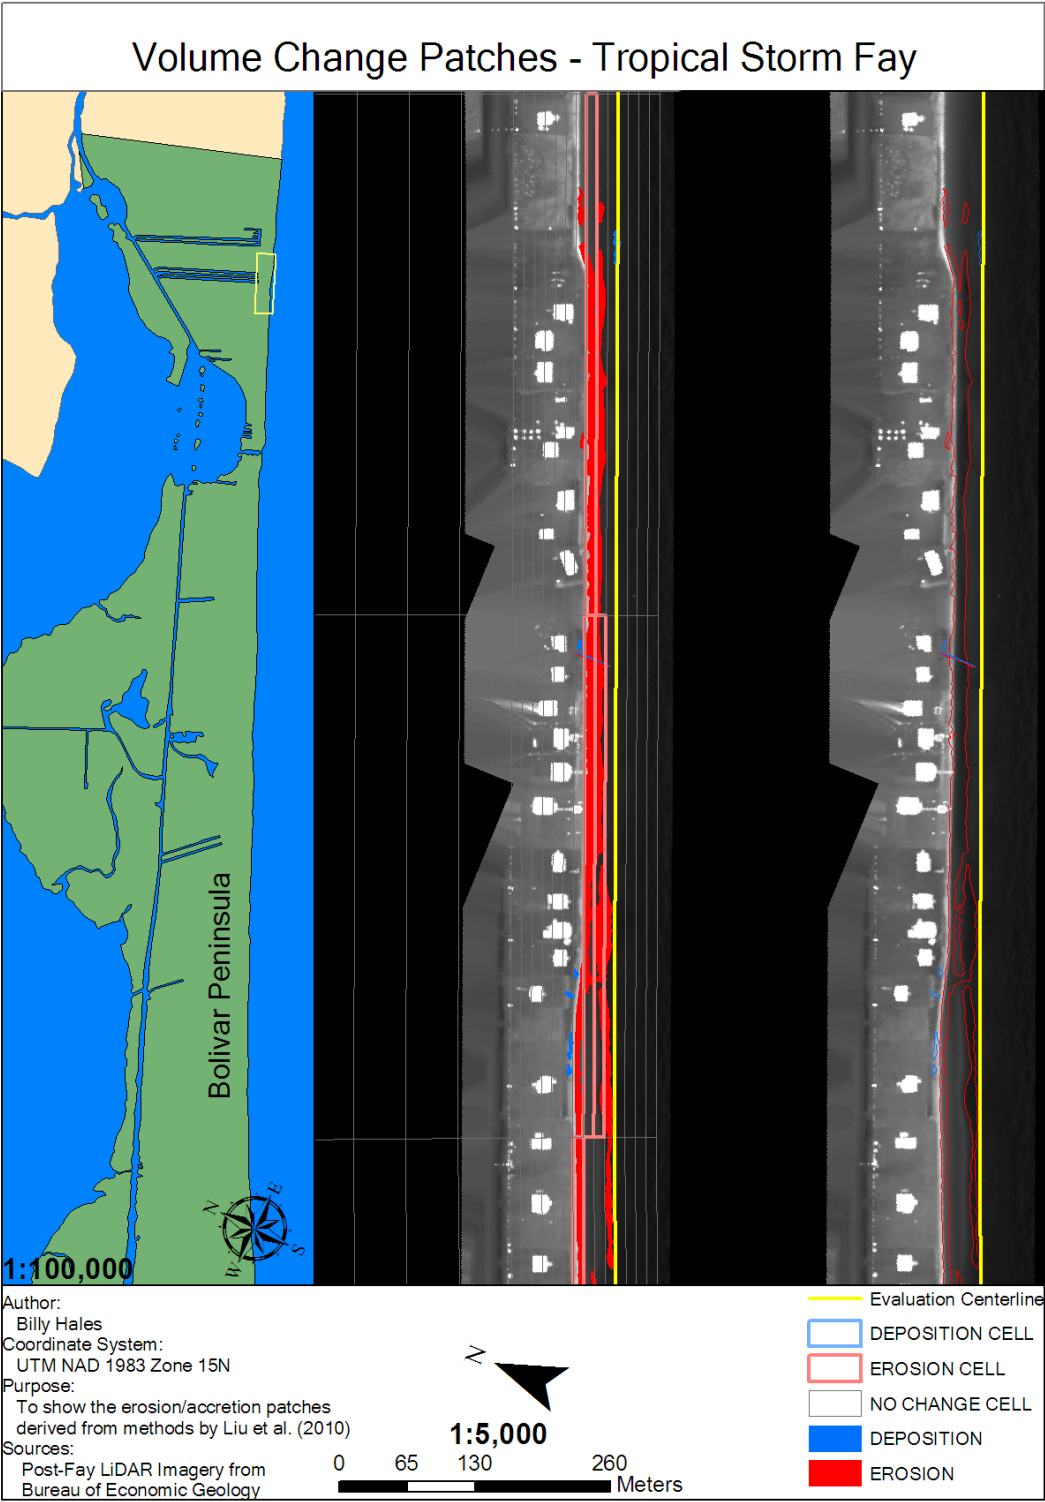 Volume Change Patches - Tropical Storm Fay
Bolivar Peninsula
N
E
S
W
1:100,000
Author:
Billy Hales
Coordinate System:
UTM NAD 1983 Zone 15N
Purpose:
To show the erosion/accretion patches
derived from methods by Liu et al. (2010)
Sources:
Post-Fay LiDAR Imagery from
Bureau of Economic Geology
N
1:5,000
0 65 130 260
Meters
Evaluation Centerline
DEPOSITION CELL
EROSION CELL
NO CHANGE CELL
DEPOSITION
EROSION